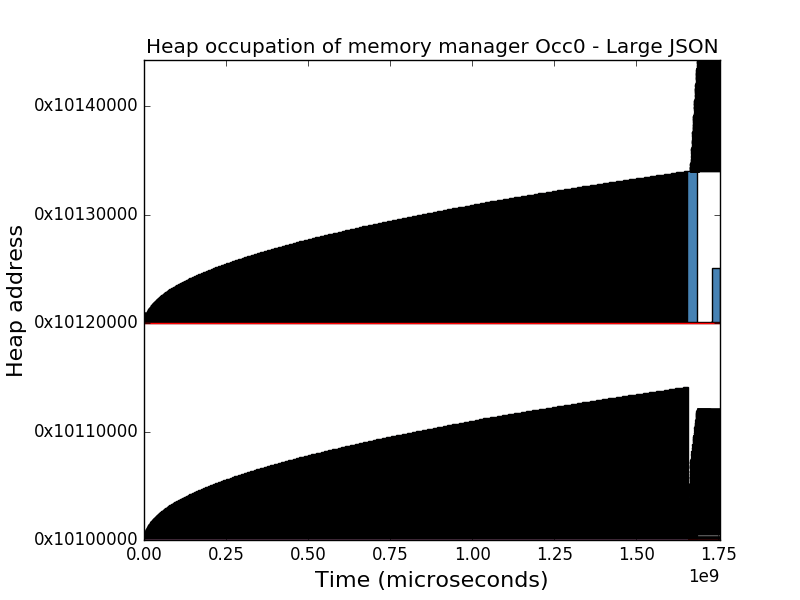 Heap occupation of memory manager Occ0 - Large JSON
0x10140000
0x10130000
0x10120000
0x10110000
0x10100000
Heap address
0.00 0.25 0.50 0.75 1.00 1.25 1.50 1.75
1e9
Time (microseconds)